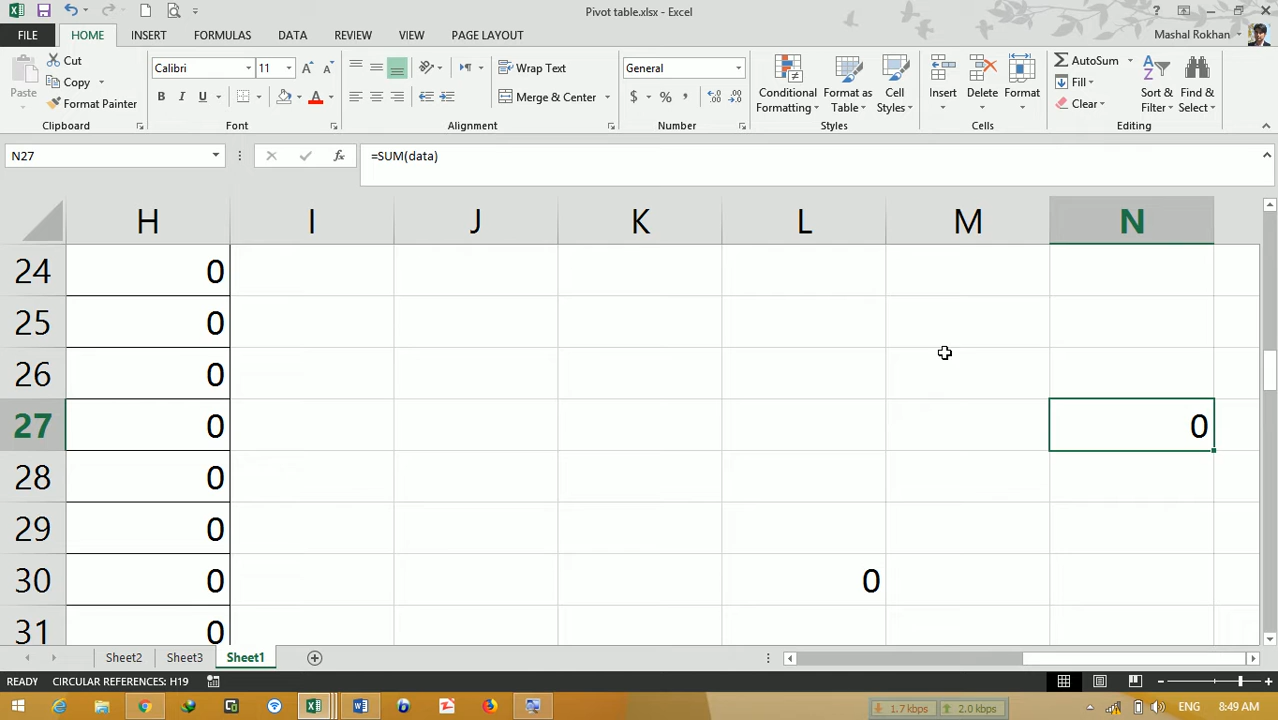 Pivot table.xlsx - Excel
FILE HOME INSERT FORMULAS DATA REVIEW VIEW PAGE LAYOUT Mashal Rokhan
Paste Cut Copy Format Painter
Calibri 11
B I U A
Wrap Text
Merge & Center
General
$ % ,
Conditional Formatting Format as Table Cell Styles
Insert Delete Format
AutoSum Fill Clear
Sort & Filter Find & Select
Clipboard Font Alignment Number Styles Cells Editing
N27 fx =SUM(data)
H I J K L M N
24 0
25 0
26 0
27 0 0
28 0
29 0
30 0 0
31 0
Sheet2 Sheet3 Sheet1
READY CIRCULAR REFERENCES: H19
1.7 kbps 2.0 kbps ENG 8:49 AM